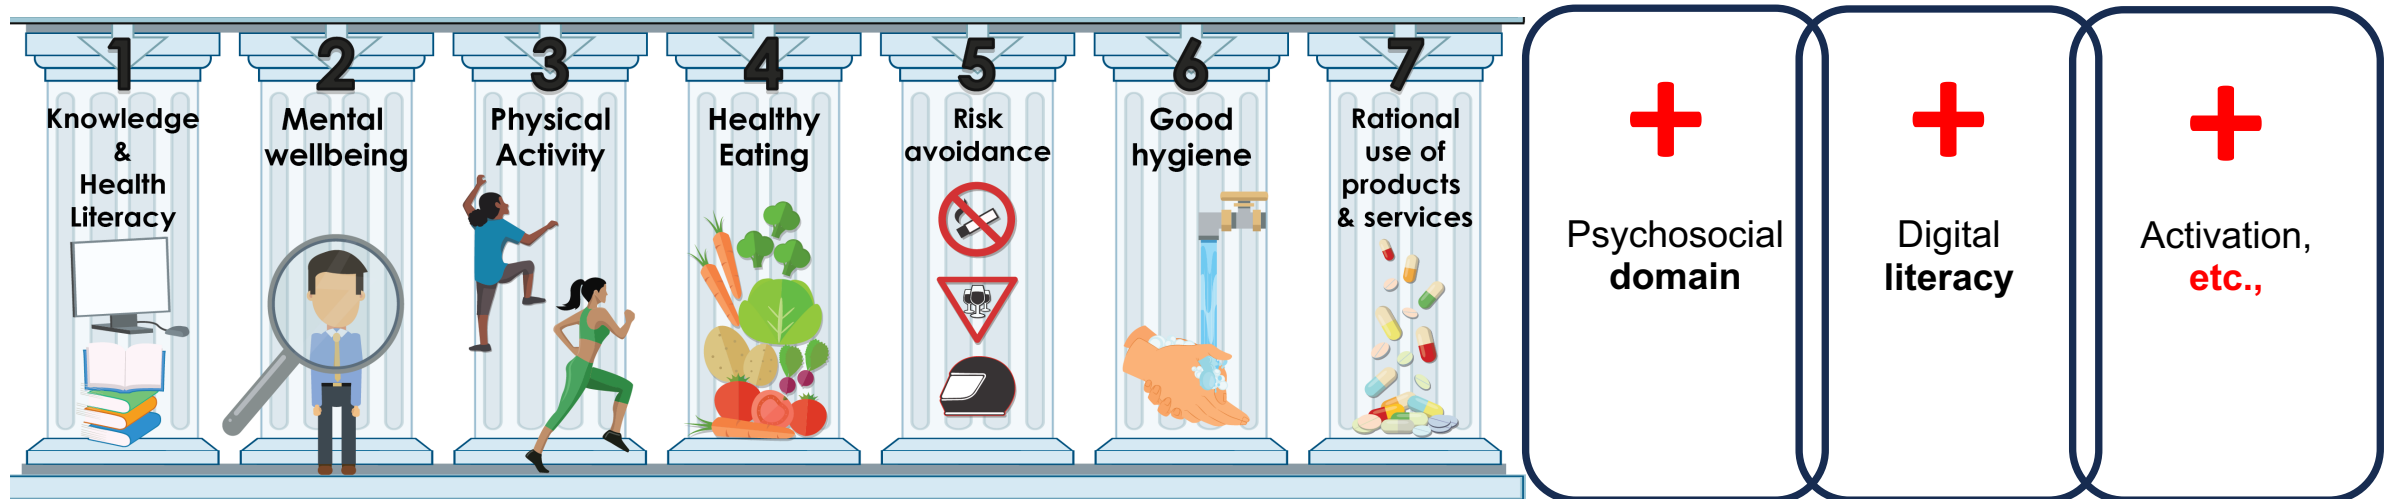 1
Knowledge
&
Health
Literacy
2
Mental
wellbeing
3
Physical
Activity
4
Healthy
Eating
5
Risk
avoidance
6
Good
hygiene
7
Rational
use of
products
& services
+
Psychosocial
domain
+
Digital
literacy
+
Activation,
etc.,